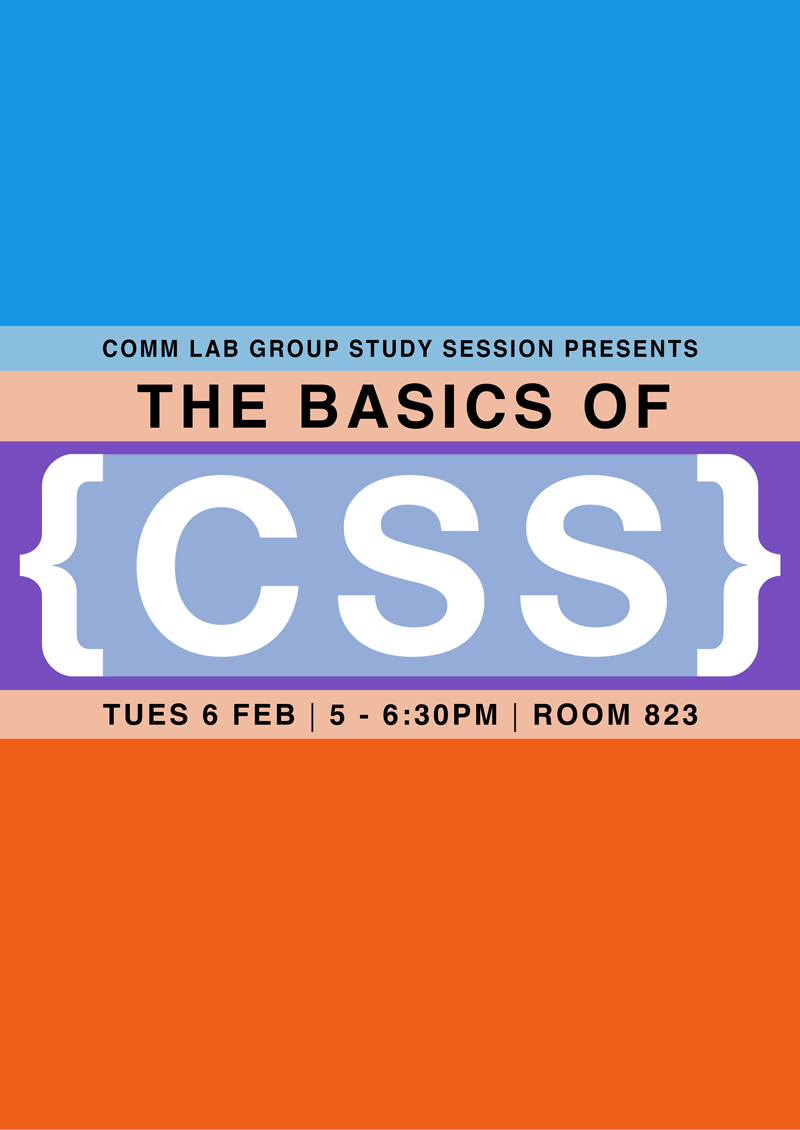 COMM LAB GROUP STUDY SESSION PRESENTS
THE BASICS OF
{CSS}
TUES 6 FEB | 5 - 6:30PM | ROOM 823